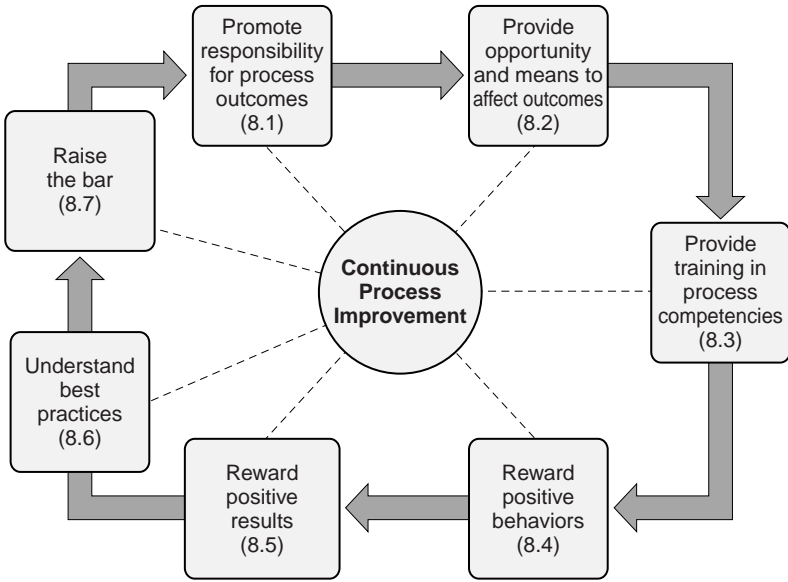 Promote
responsibility
for process
outcomes
(8.1)
Provide
opportunity
and means to
affect outcomes
(8.2)
Provide
training in
process
competencies
(8.3)
Reward
positive
behaviors
(8.4)
Reward
positive
results
(8.5)
Understand
best
practices
(8.6)
Raise
the bar
(8.7)
Continuous
Process
Improvement